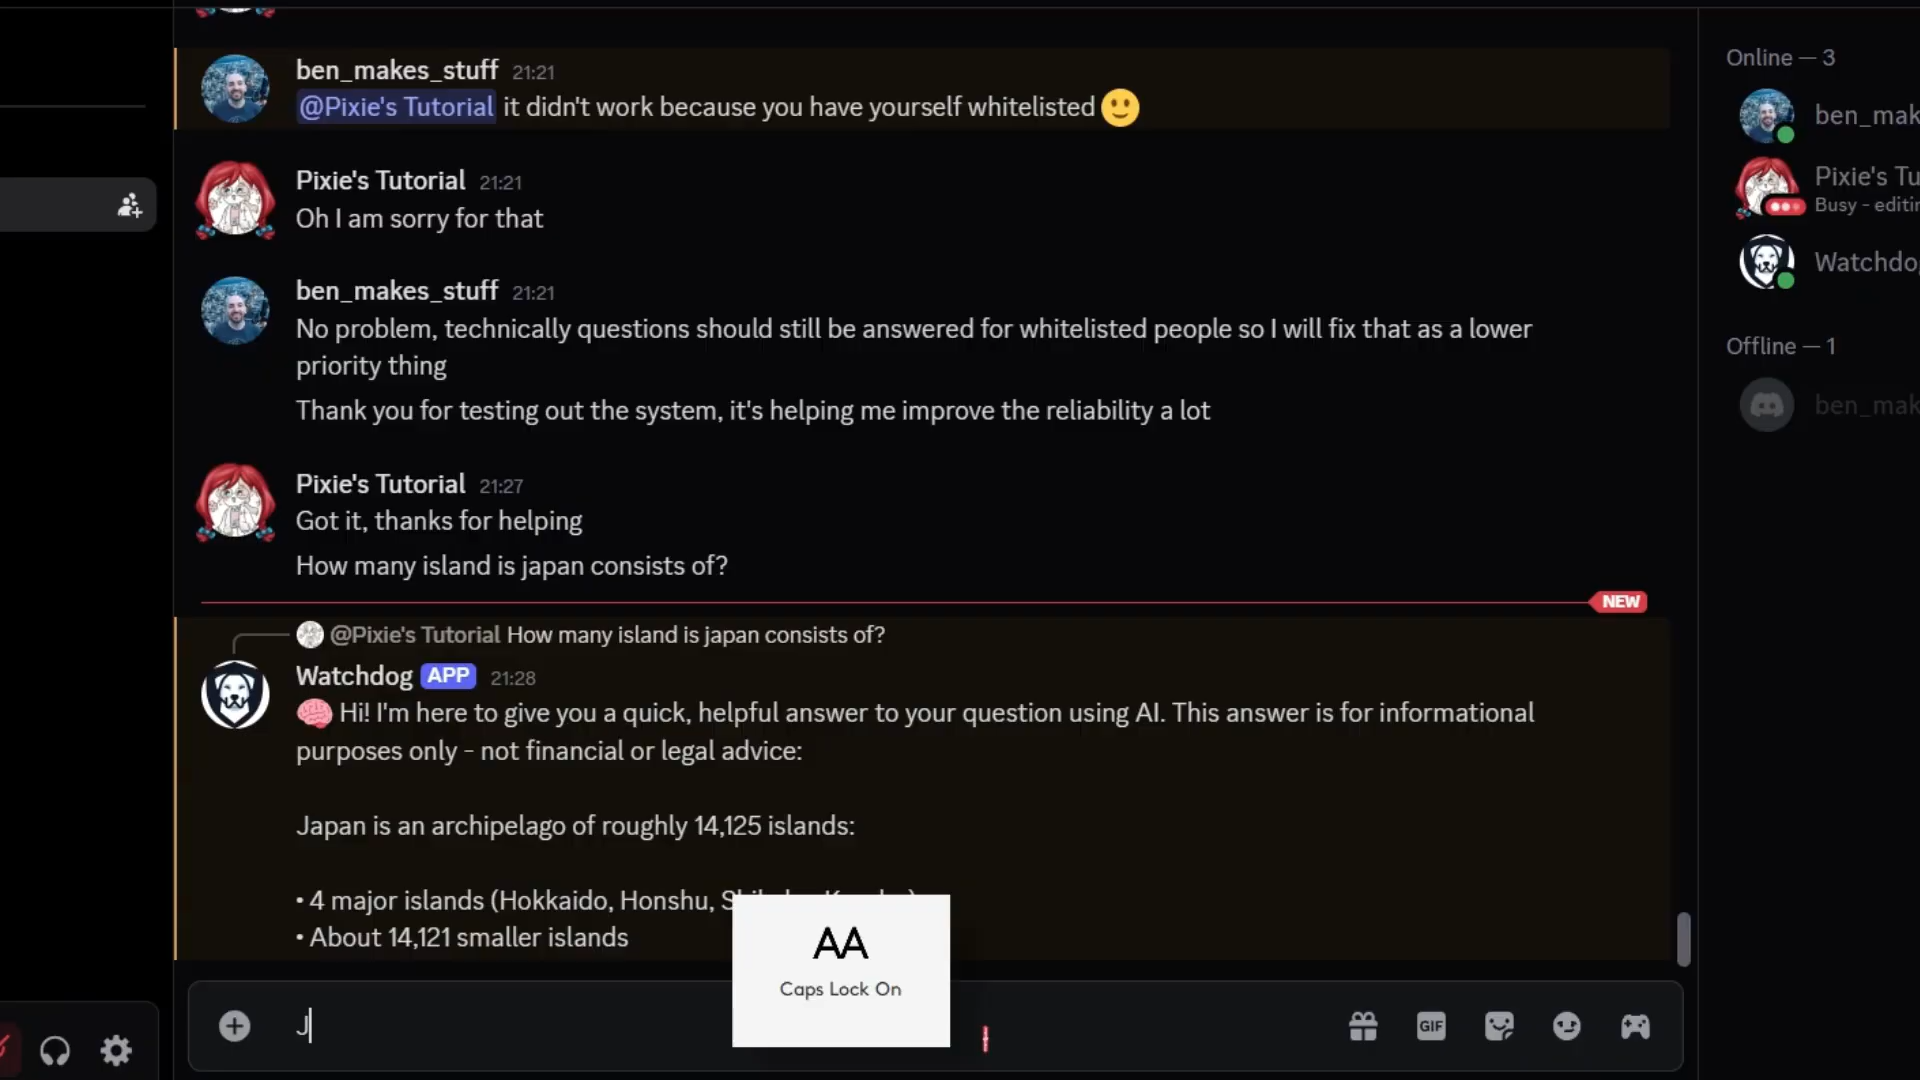 ben_makes_stuff 21:21
@Pixie's Tutorial it didn't work because you have yourself whitelisted
Pixie's Tutorial 21:21
Oh I am sorry for that
ben_makes_stuff 21:21
No problem, technically questions should still be answered for whitelisted people so I will fix that as a lower
priority thing
Thank you for testing out the system, it's helping me improve the reliability a lot
Pixie's Tutorial 21:27
Got it, thanks for helping
How many island is japan consists of?
NEW
@Pixie's Tutorial How many island is japan consists of?
Watchdog APP 21:28
Hi! I'm here to give you a quick, helpful answer to your question using AI. This answer is for informational
purposes only - not financial or legal advice:
Japan is an archipelago of roughly 14,125 islands:
• 4 major islands (Hokkaido, Honshu,
• About 14,121 smaller islands
AA
Caps Lock On
J
GIF
Online — 3
ben_mak
Pixie's Tu
Busy - editin
Watchdog
Offline — 1
ben_mak